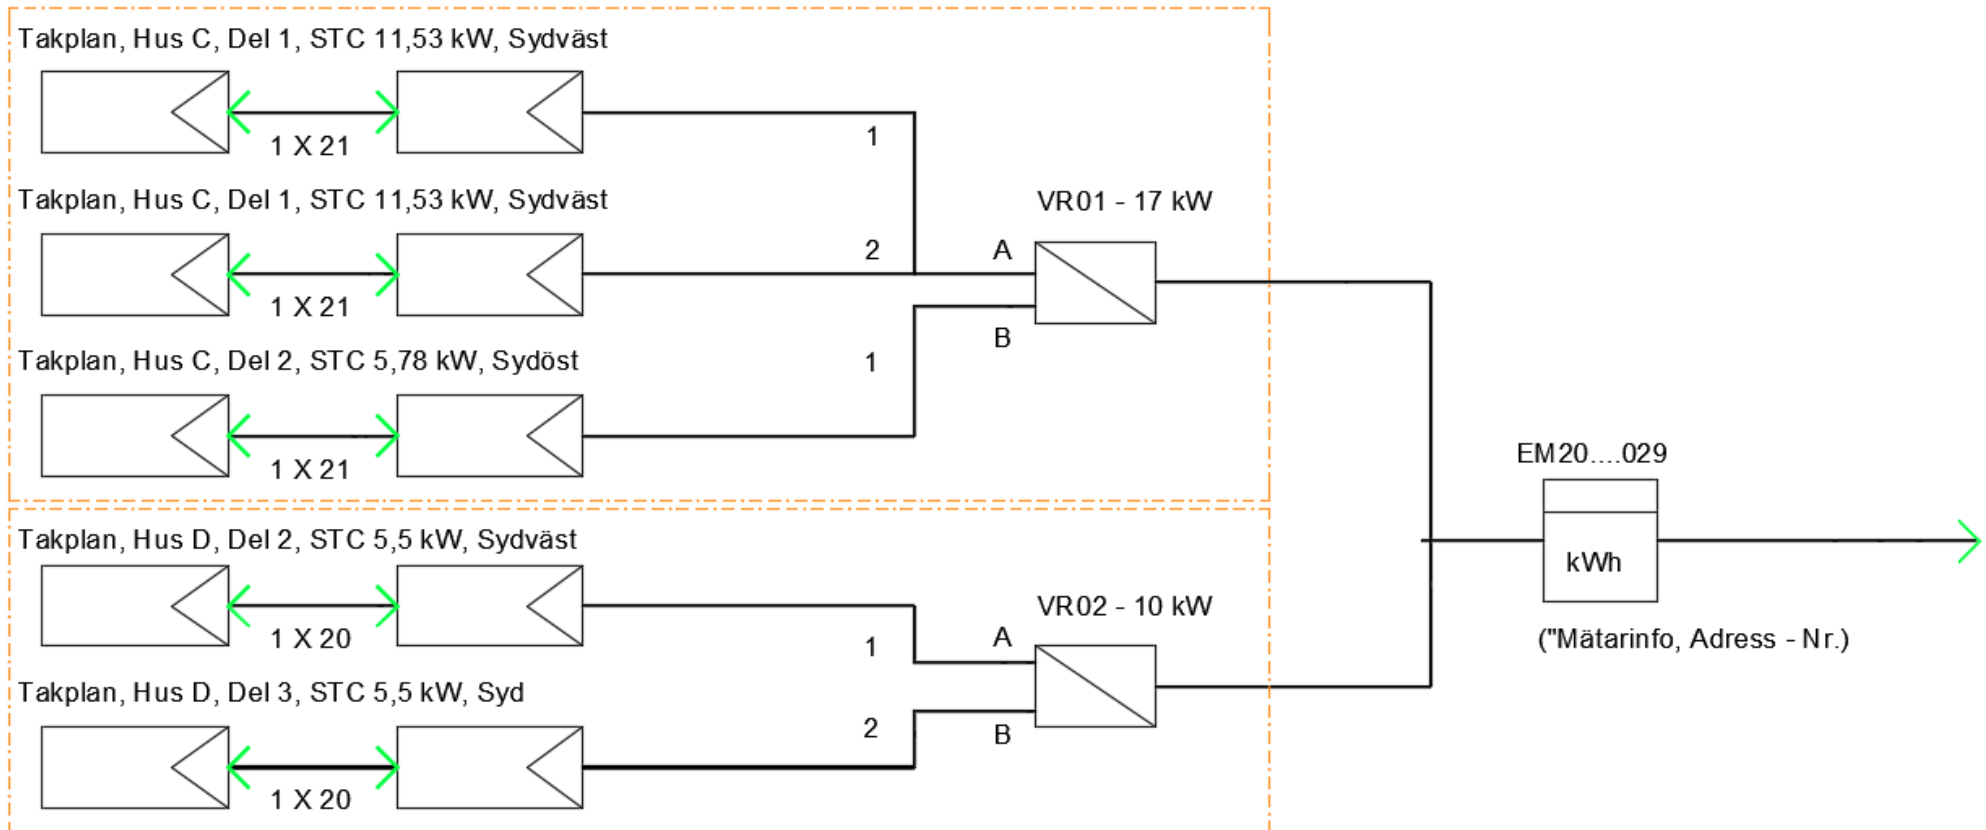 Takplan, Hus C, Del 1, STC 11,53 kW, Sydväst
1 X 21
1
Takplan, Hus C, Del 1, STC 11,53 kW, Sydväst
1 X 21
2
A
VR01 - 17 kW
B
Takplan, Hus C, Del 2, STC 5,78 kW, Sydöst
1 X 21
1
Takplan, Hus D, Del 2, STC 5,5 kW, Sydväst
1 X 20
1
A
VR02 - 10 kW
B
Takplan, Hus D, Del 3, STC 5,5 kW, Syd
1 X 20
2
EM20....029
kWh
("Mätarinfo, Adress - Nr.)